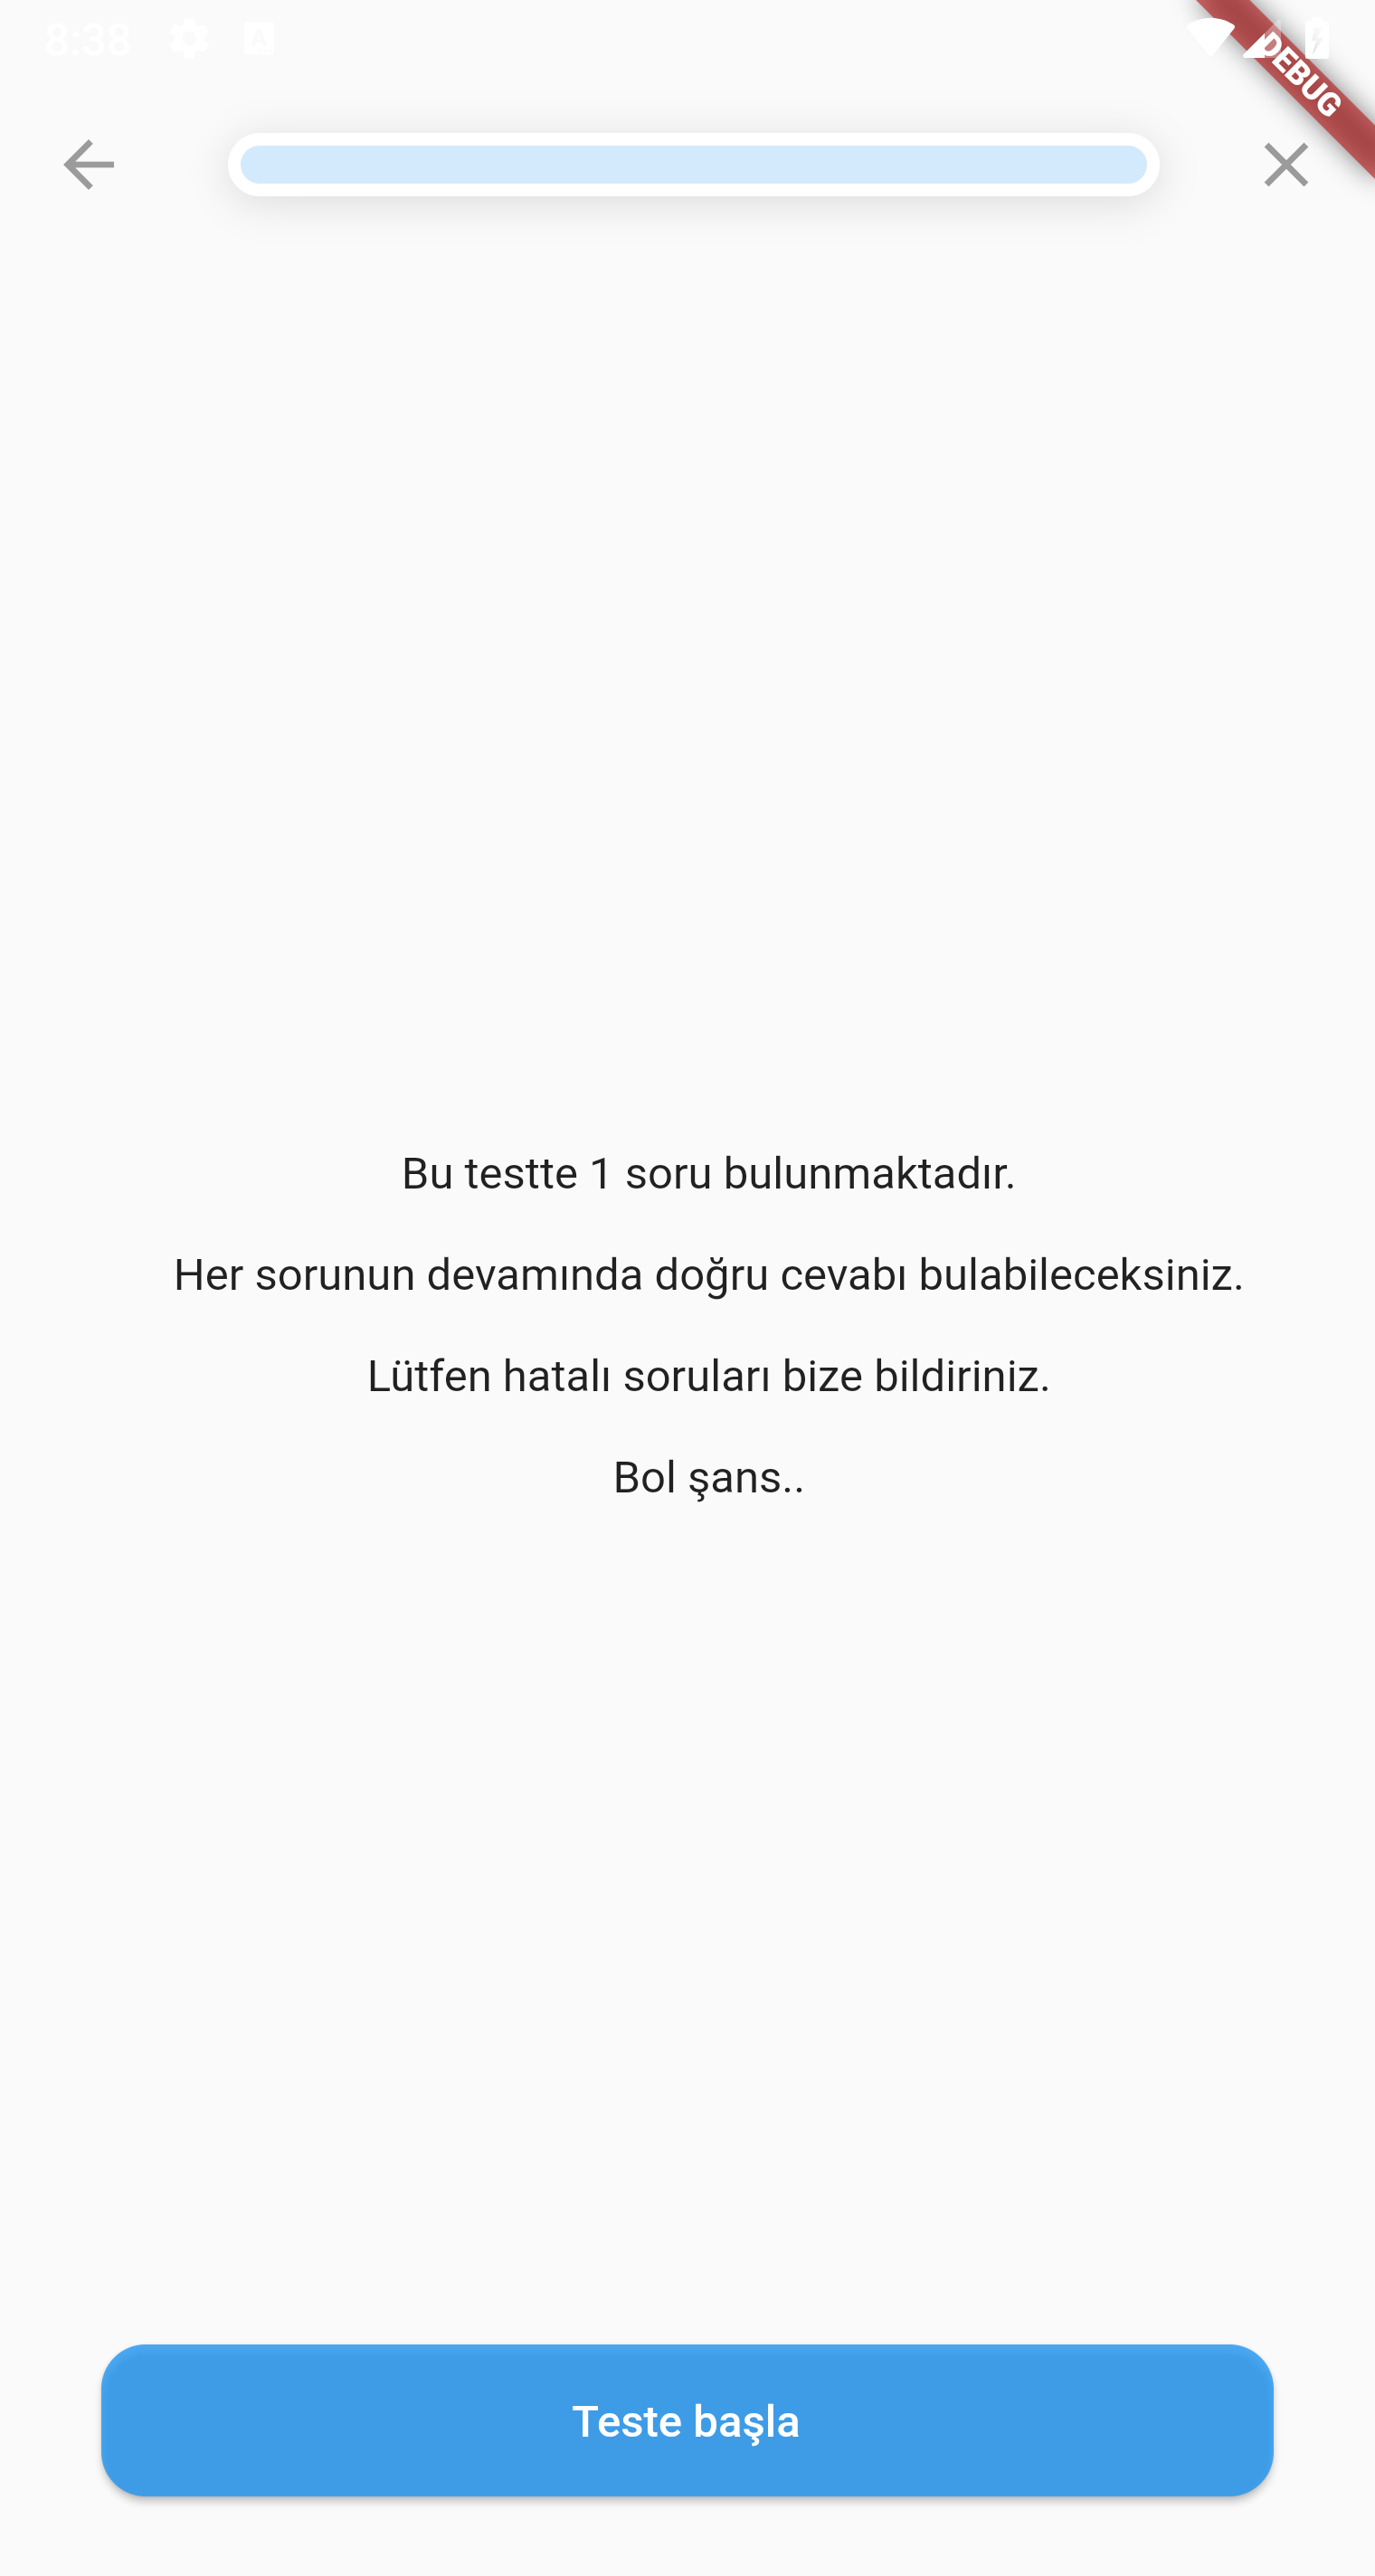 8:38
DEBUG
Bu testte 1 soru bulunmaktadır.
Her sorunun devamında doğru cevabı bulabileceksiniz.
Lütfen hatalı soruları bize bildiriniz.
Bol şans..
Teste başla